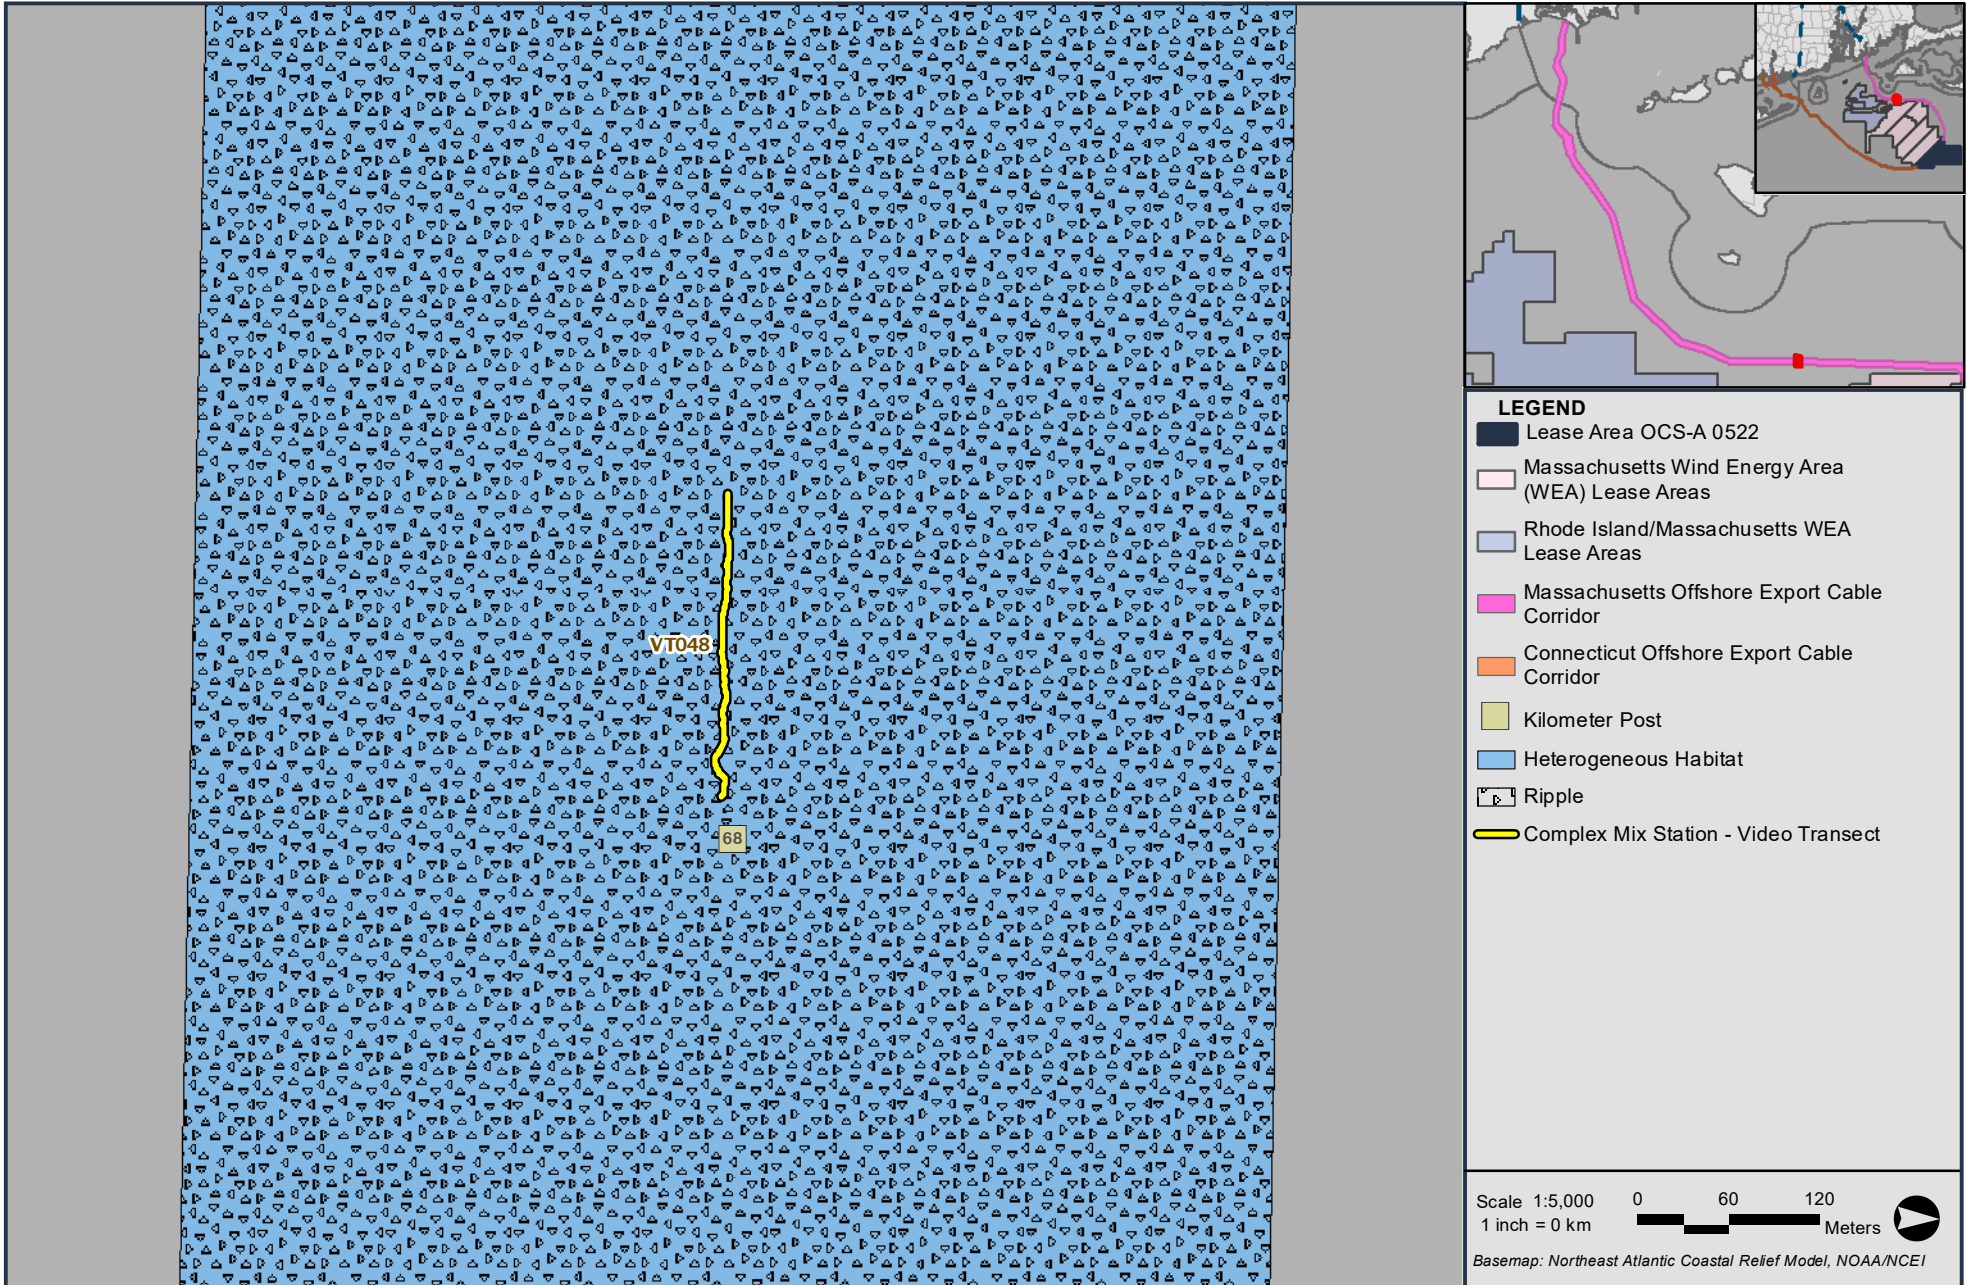 VT048
68
LEGEND
Lease Area OCS-A 0522
Massachusetts Wind Energy Area
(WEA) Lease Areas
Rhode Island/Massachusetts WEA
Lease Areas
Massachusetts Offshore Export Cable
Corridor
Connecticut Offshore Export Cable
Corridor
Kilometer Post
Heterogeneous Habitat
Ripple
Complex Mix Station - Video Transect
Scale 1:5,000
1 inch = 0 km
0 60 120
Meters
Basemap: Northeast Atlantic Coastal Relief Model, NOAA/NCEI